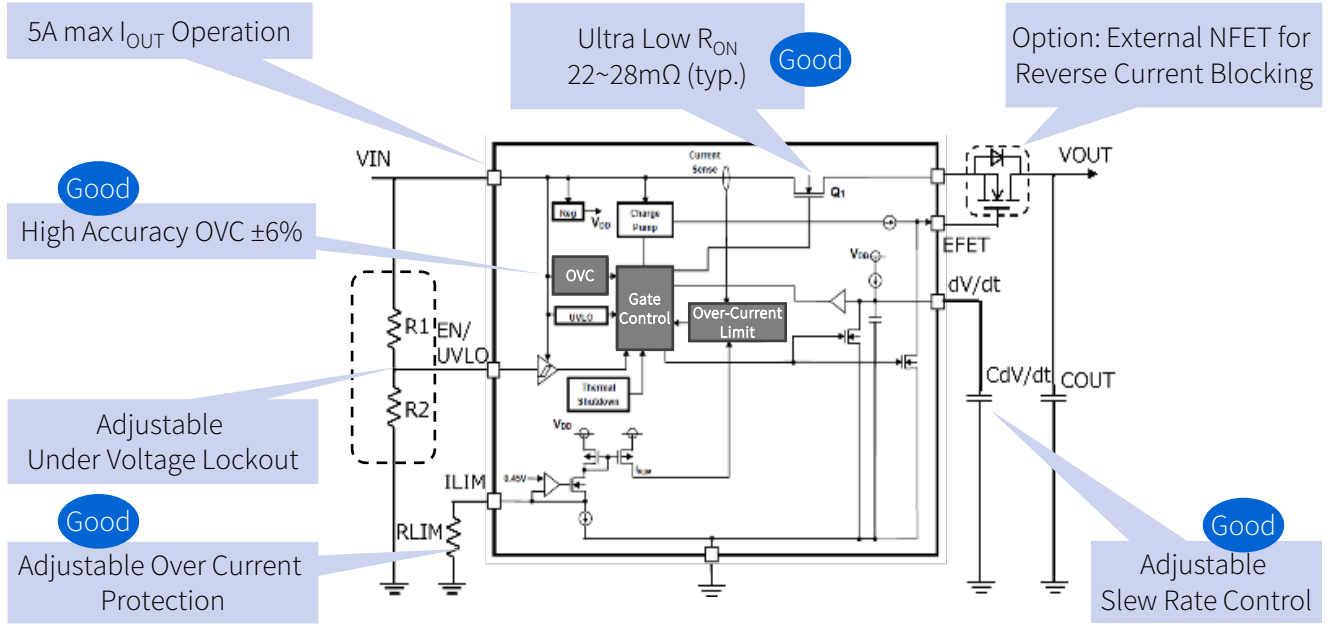 5A max IOUT Operation
Ultra Low RON
22~28mΩ (typ.)
Good
Option: External NFET for
Reverse Current Blocking
Good
High Accuracy OVC ±6%
VIN
Current
Sense
Q1
VOUT
Reg
VDD
Charge
Pump
EFET
VDD
dV/dt
OVC
Gate
Control
UVLO
Over-Current
Limit
R1
EN/
UVLO
R2
Thermal
Shutdown
CdV/dt
COUT
Adjustable
Under Voltage Lockout
VDD
0.45V
ILIM
RLIM
Good
Adjustable Over Current
Protection
Good
Adjustable
Slew Rate Control